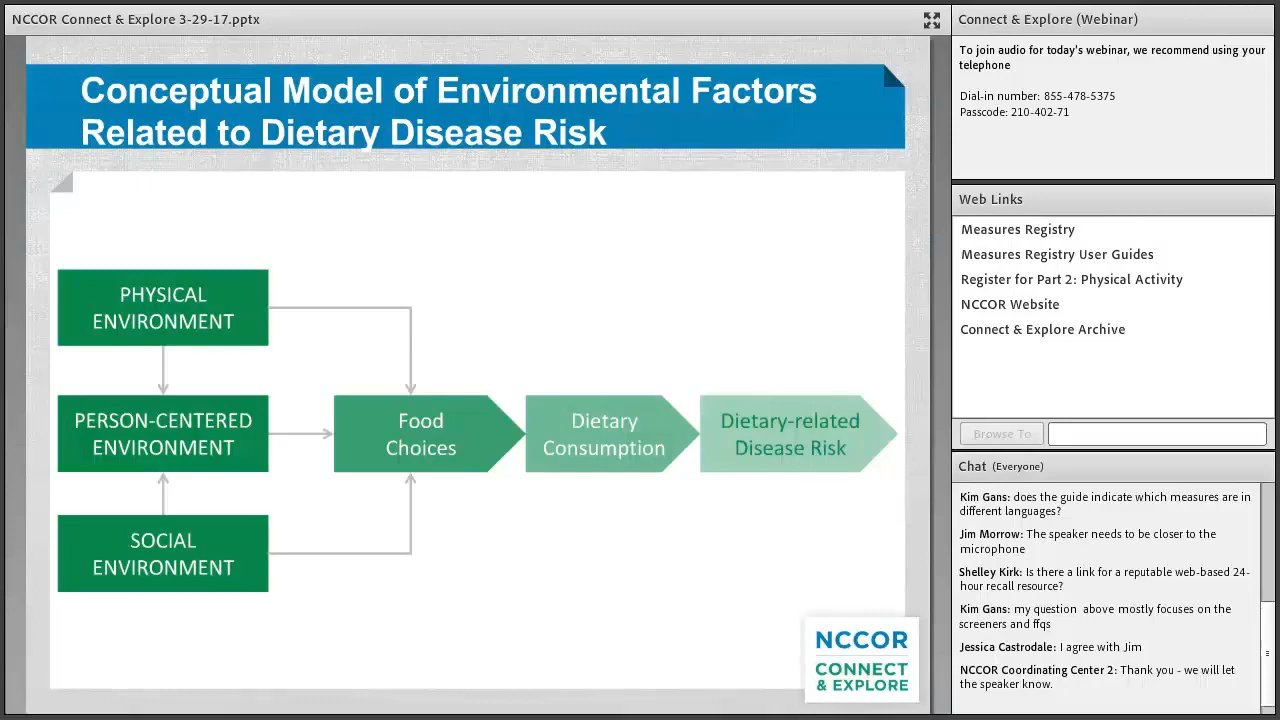 NCCOR Connect & Explore 3-29-17.pptx
Conceptual Model of Environmental Factors
Related to Dietary Disease Risk
PHYSICAL
ENVIRONMENT
PERSON-CENTERED
ENVIRONMENT
Food
Choices
Dietary
Consumption
Dietary-related
Disease Risk
SOCIAL
ENVIRONMENT
NCCOR
CONNECT
& EXPLORE
Connect & Explore (Webinar)
To join audio for today's webinar, we recommend using your
telephone
Dial-in number: 855-478-5375
Passcode: 210-402-71
Web Links
Measures Registry
Measures Registry User Guides
Register for Part 2: Physical Activity
NCCOR Website
Connect & Explore Archive
Browse To
Chat (Everyone)
Kim Gans: does the guide indicate which measures are in
different languages?
Jim Morrow: The speaker needs to be closer to the
microphone
Shelley Kirk: Is there a link for a reputable web-based 24-
hour recall resource?
Kim Gans: my question above mostly focuses on the
screeners and ffqs
Jessica Castrodale: I agree with Jim
NCCOR Coordinating Center 2: Thank you - we will let
the speaker know.